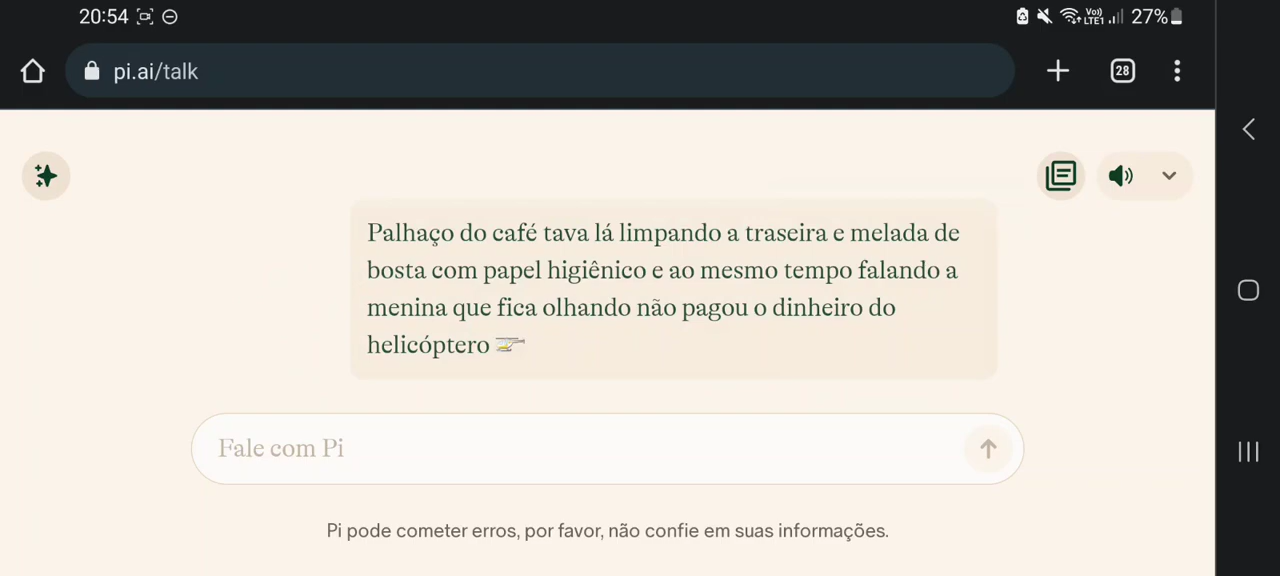 20:54
Vo)) LTE1 27%
pi.ai/talk
28
Palhaço do café tava lá limpando a traseira e melada de
bosta com papel higiênico e ao mesmo tempo falando a
menina que fica olhando não pagou o dinheiro do
helicóptero 🚁
Fale com Pi
Pi pode cometer erros, por favor, não confie em suas informações.